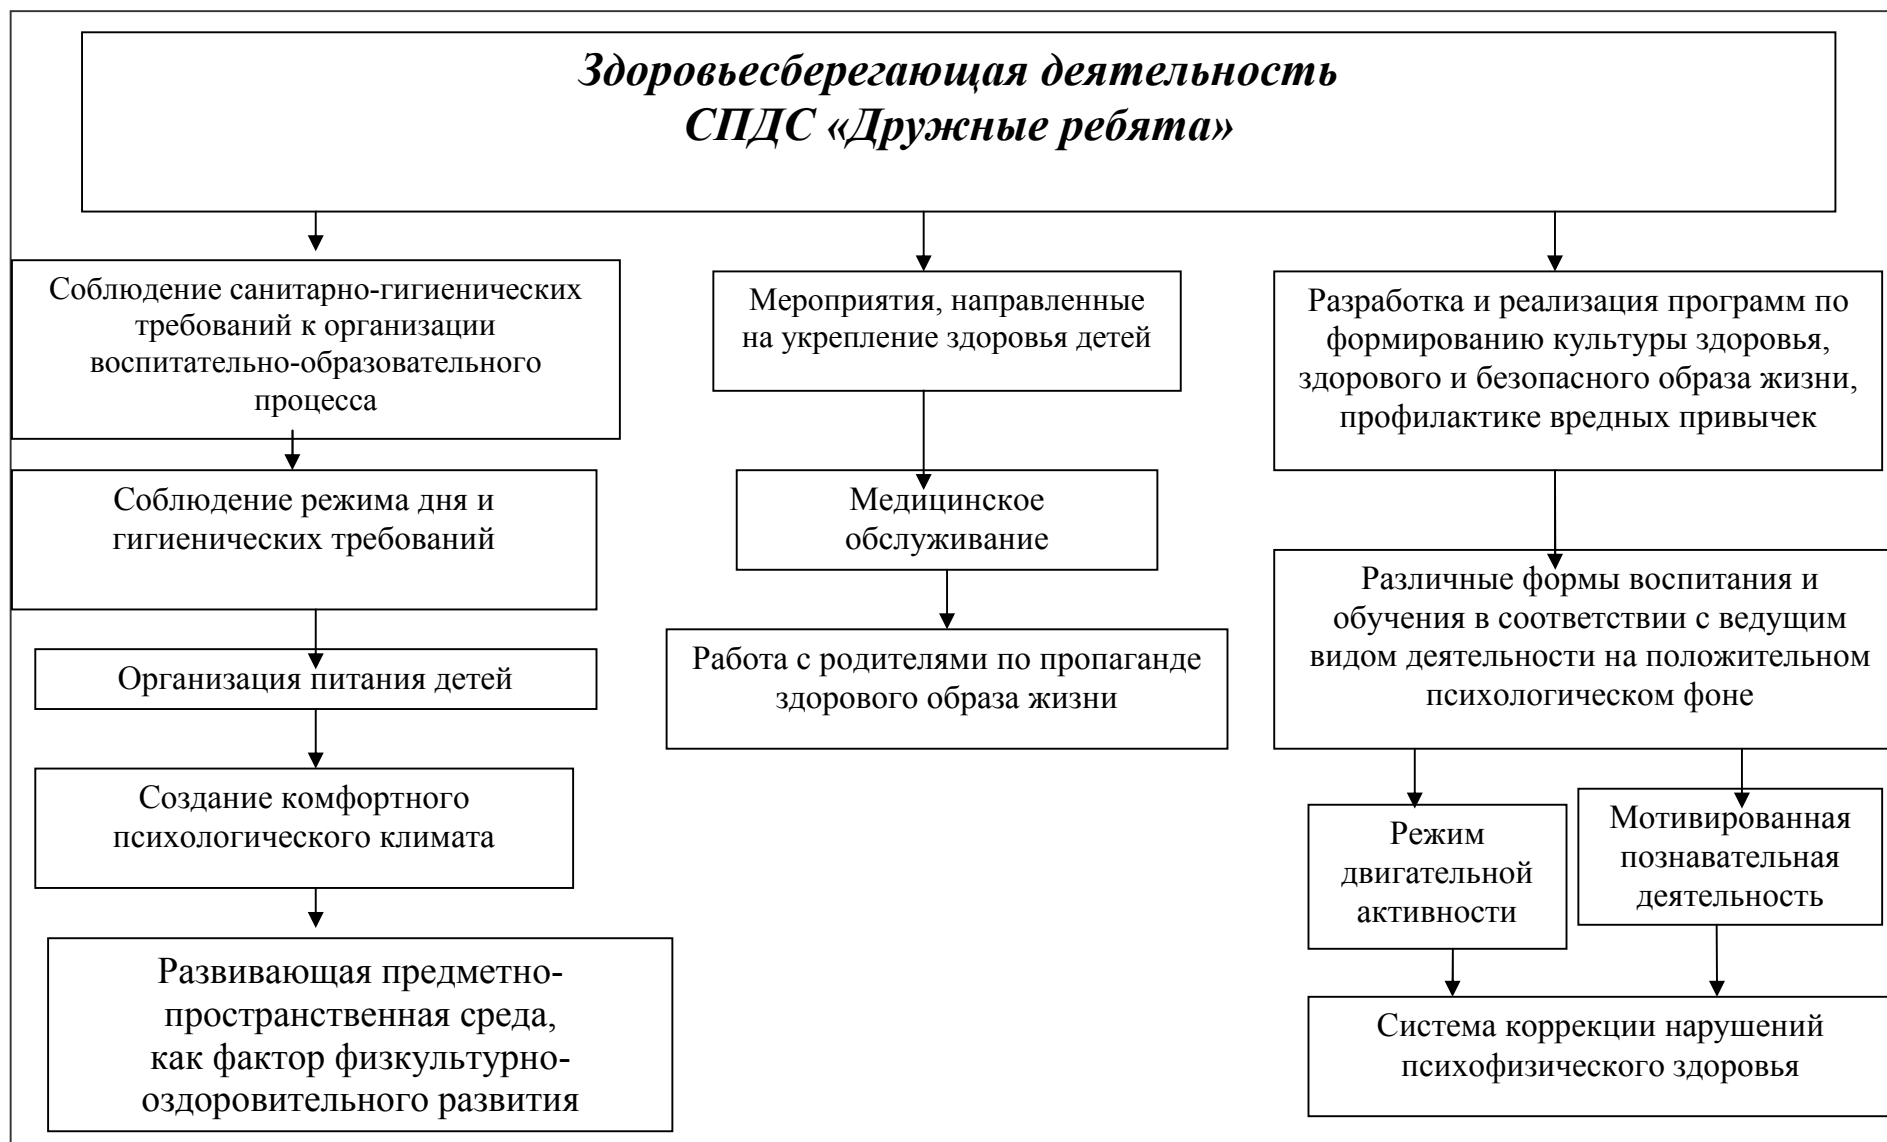 Здоровьесберегающая деятельность
СПДС «Дружные ребята»
Соблюдение санитарно-гигиенических
требований к организации
воспитательно-образовательного
процесса
Соблюдение режима дня и
гигиенических требований
Организация питания детей
Создание комфортного
психологического климата
Развивающая предметно-
пространственная среда,
как фактор физкультурно-
оздоровительного развития
Мероприятия, направленные
на укрепление здоровья детей
Медицинское
обслуживание
Работа с родителями по пропаганде
здорового образа жизни
Разработка и реализация программ по
формированию культуры здоровья,
здорового и безопасного образа жизни,
профилактике вредных привычек
Различные формы воспитания и
обучения в соответствии с ведущим
видом деятельности на положительном
психологическом фоне
Режим
двигательной
активности
Мотивированная
познавательная
деятельность
Система коррекции нарушений
психофизического здоровья